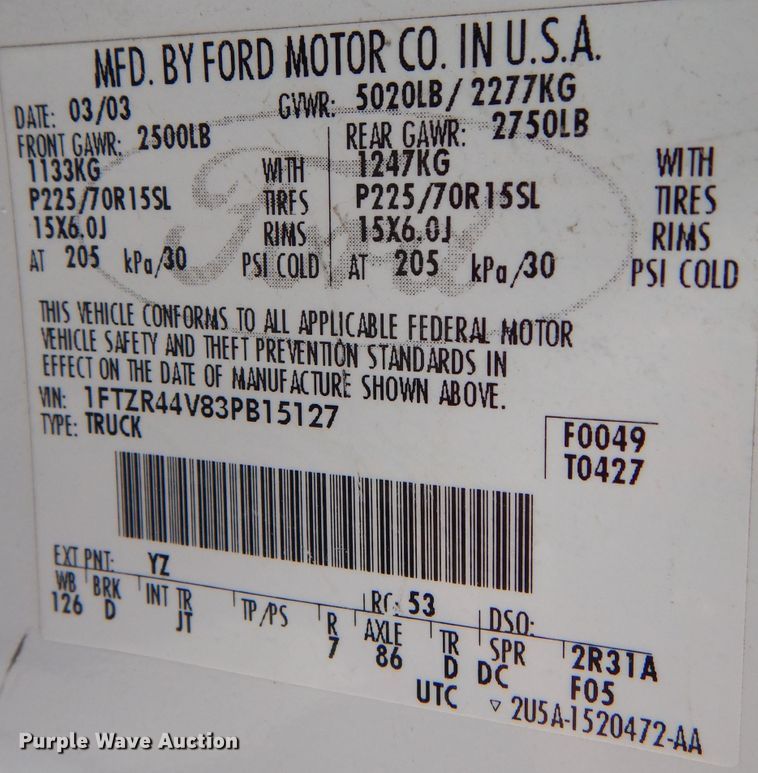 MFD. BY FORD MOTOR CO. IN U.S.A.
DATE: 03/03 GVWR: 5020LB/ 2277KG
FRONT GAWR: 2500LB REAR GAWR: 2750LB
1133KG WITH 1247KG WITH
P225/70R15SL TIRES P225/70R15SL TIRES
15X6.0J RIMS 15X6.0J RIMS
AT 205 kPa/30 PSI COLD AT 205 kPa/30 PSI COLD
Ford
THIS VEHICLE CONFORMS TO ALL APPLICABLE FEDERAL MOTOR
VEHICLE SAFETY AND THEFT PREVENTION STANDARDS IN
EFFECT ON THE DATE OF MANUFACTURE SHOWN ABOVE.
VIN: 1FTZR44V83PB15127
TYPE: TRUCK
F0049
T0427
EXT PNT: YZ RC: 53 DSO:
WB BRK INT TR TP/PS R AXLE TR SPR 2R31A
126 D JT 7 86 D DC F05
UTC ▽ 2U5A-1520472-AA
Purple Wave Auction